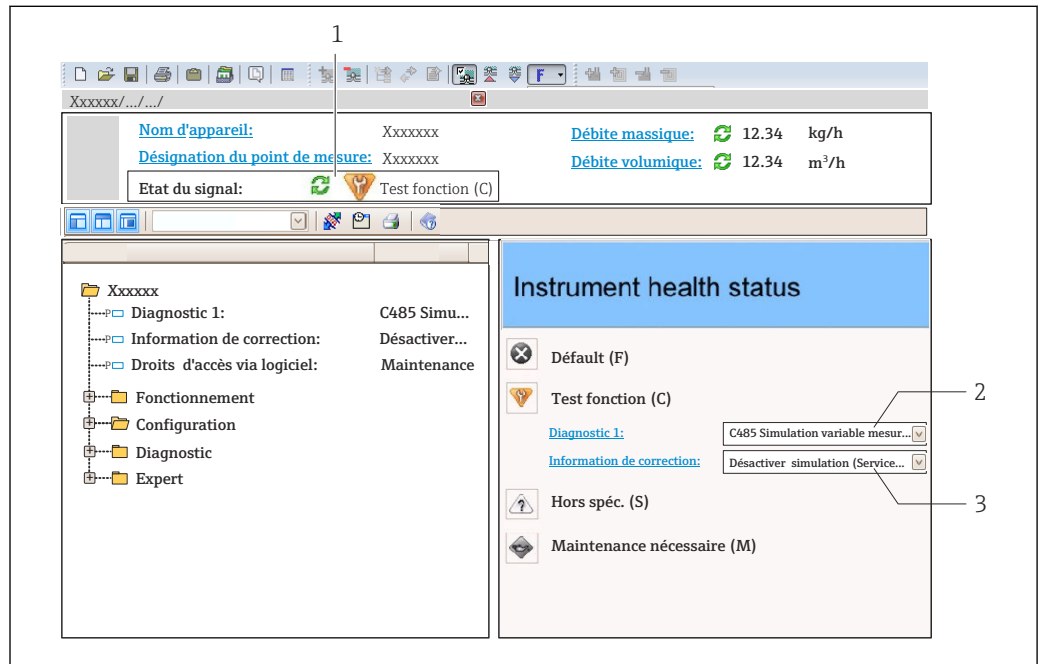 1
F
Xxxxxx/.../.../
Nom d'appareil: Xxxxxxx Débite massique: 12.34 kg/h
Désignation du point de mesure: Xxxxxxx Débite volumique: 12.34 m³/h
Etat du signal: Test fonction (C)
Xxxxxx
P Diagnostic 1: C485 Simu...
P Information de correction: Désactiver...
P Droits d'accès via logiciel: Maintenance
Fonctionnement
Configuration
Diagnostic
Expert
Instrument health status
Défault (F)
Test fonction (C)
Diagnostic 1: C485 Simulation variable mesur...
2
Information de correction: Désactiver simulation (Service...
3
Hors spéc. (S)
Maintenance nécessaire (M)